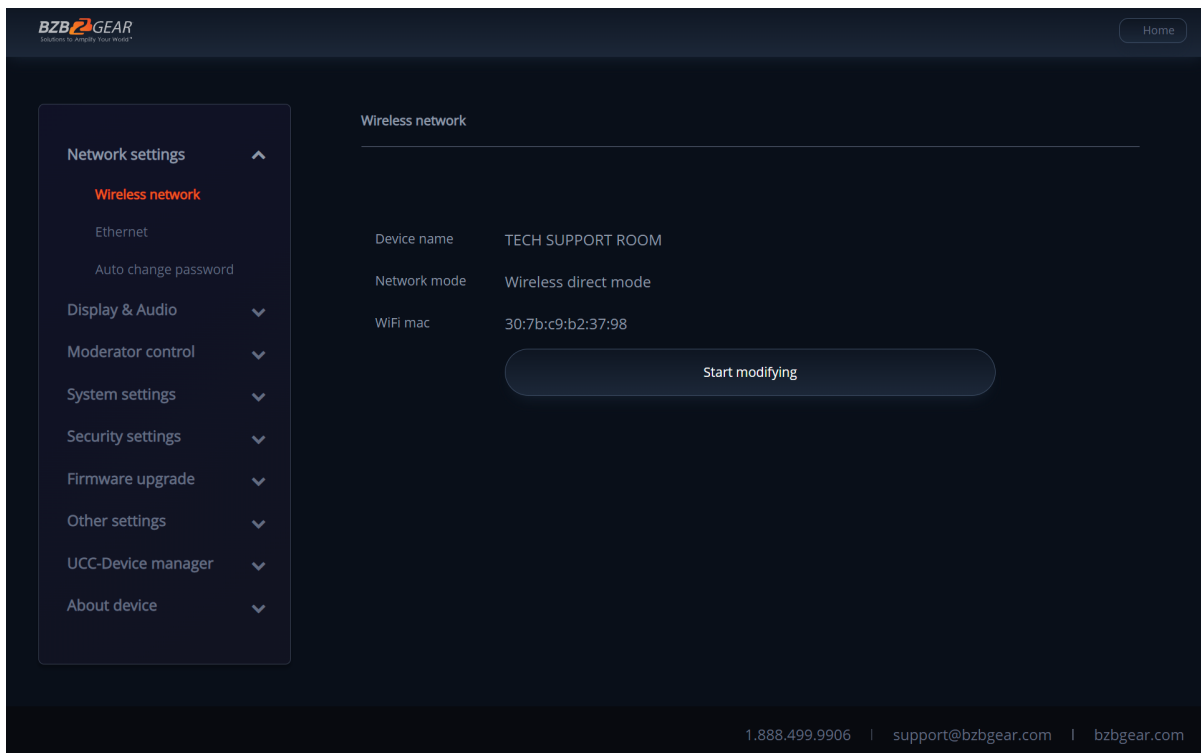 BZB GEAR
Solutions to Amplify Your World™
Home
Network settings
Wireless network
Ethernet
Auto change password
Display & Audio
Moderator control
System settings
Security settings
Firmware upgrade
Other settings
UCC-Device manager
About device
Wireless network
Device name TECH SUPPORT ROOM
Network mode Wireless direct mode
WiFi mac 30:7b:c9:b2:37:98
Start modifying
1.888.499.9906 | support@bzbgear.com | bzbgear.com